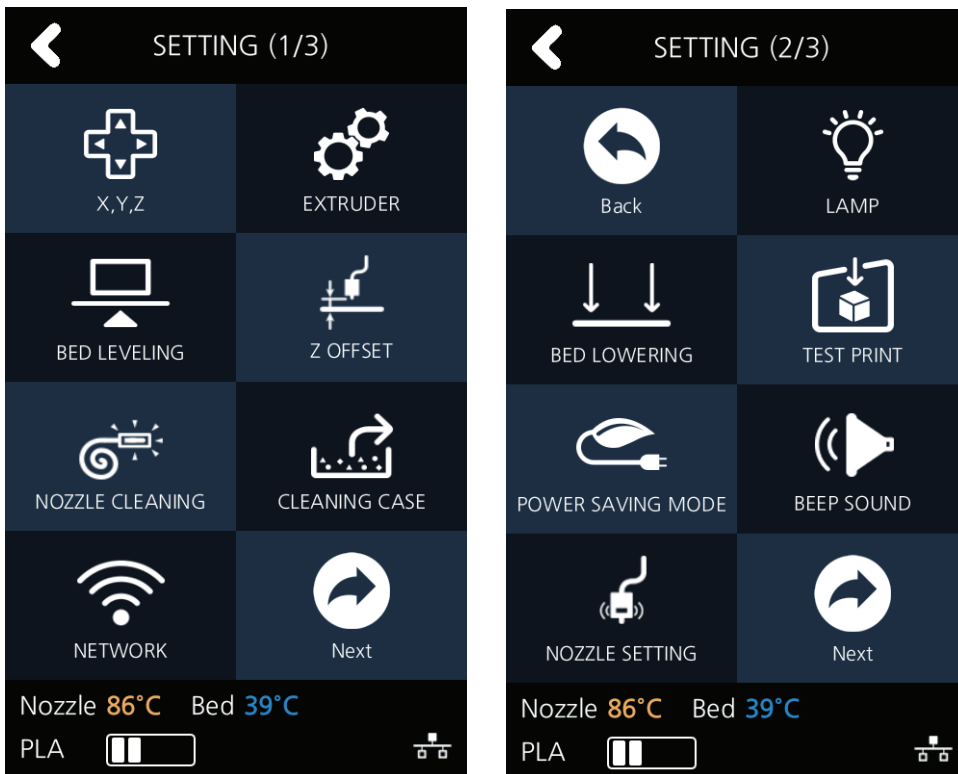 SETTING (1/3)
X,Y,Z
EXTRUDER
BED LEVELING
Z OFFSET
NOZZLE CLEANING
CLEANING CASE
NETWORK
Next
Nozzle 86°C Bed 39°C
PLA
SETTING (2/3)
Back
LAMP
BED LOWERING
TEST PRINT
POWER SAVING MODE
BEEP SOUND
NOZZLE SETTING
Next
Nozzle 86°C Bed 39°C
PLA